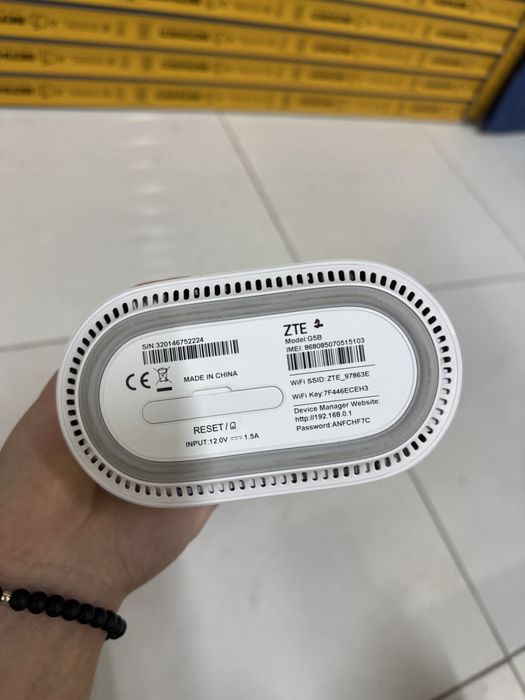 S/N:320146752224
MADE IN CHINA
RESET/
INPUT:12.0V 1.5A
ZTE
Model:G5B
IMEI: 868085070515103
WiFi SSID: ZTE_97863E
WiFi Key:7F446ECEH3
Device Manager Website:
http://192.168.0.1
Password:ANFCHF7C
CE